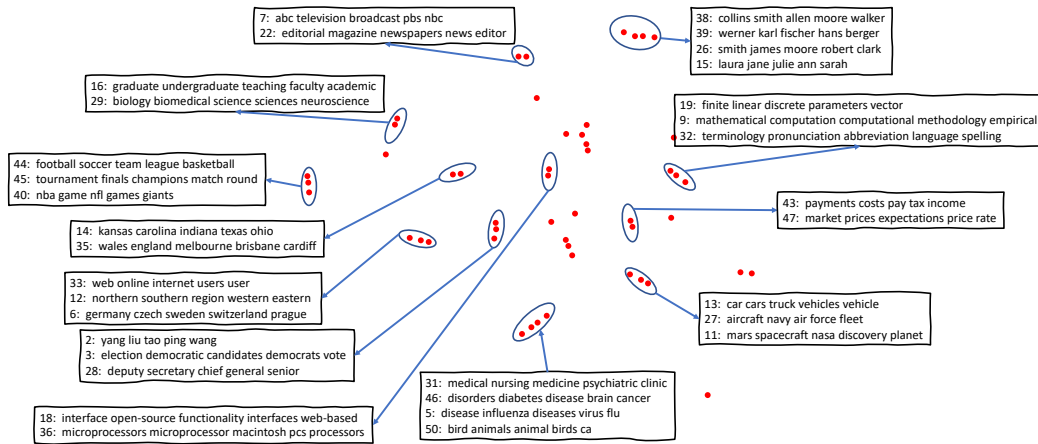 7: abc television broadcast pbs nbc
22: editorial magazine newspapers news editor
38: collins smith allen moore walker
39: werner karl fischer hans berger
26: smith james moore robert clark
15: laura jane julie ann sarah
16: graduate undergraduate teaching faculty academic
29: biology biomedical science sciences neuroscience
19: finite linear discrete parameters vector
9: mathematical computation computational methodology empirical
32: terminology pronunciation abbreviation language spelling
44: football soccer team league basketball
45: tournament finals champions match round
40: nba game nfl games giants
43: payments costs pay tax income
47: market prices expectations price rate
14: kansas carolina indiana texas ohio
35: wales england melbourne brisbane cardiff
33: web online internet users user
12: northern southern region western eastern
6: germany czech sweden switzerland prague
13: car cars truck vehicles vehicle
27: aircraft navy air force fleet
11: mars spacecraft nasa discovery planet
2: yang liu tao ping wang
3: election democratic candidates democrats vote
28: deputy secretary chief general senior
31: medical nursing medicine psychiatric clinic
46: disorders diabetes disease brain cancer
5: disease influenza diseases virus flu
50: bird animals animal birds ca
18: interface open-source functionality interfaces web-based
36: microprocessors microprocessor macintosh pcs processors